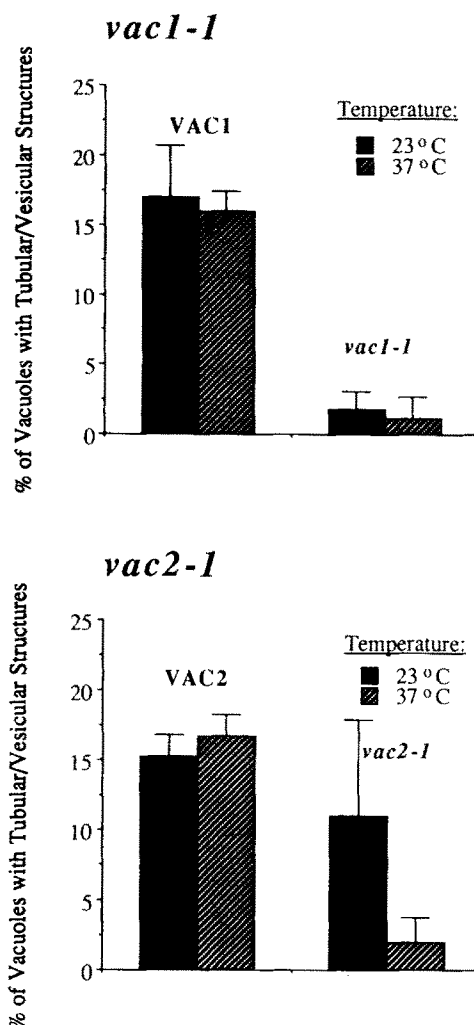 vac1-1
% of Vacuoles with Tubular/Vesicular Structures
25
20
15
10
5
0
VAC1
Temperature:
23 °C
37 °C
vac1-1
vac2-1
% of Vacuoles with Tubular/Vesicular Structures
25
20
15
10
5
0
VAC2
Temperature:
23 °C
37 °C
vac2-1